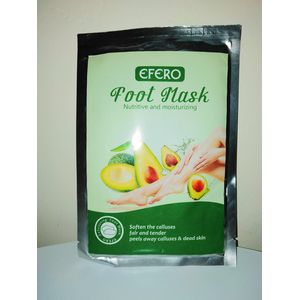 EFERO
Foot Mask
Nutritive and moisturizing
Soften the calluses
fair and tender
peels away calluses & dead skin